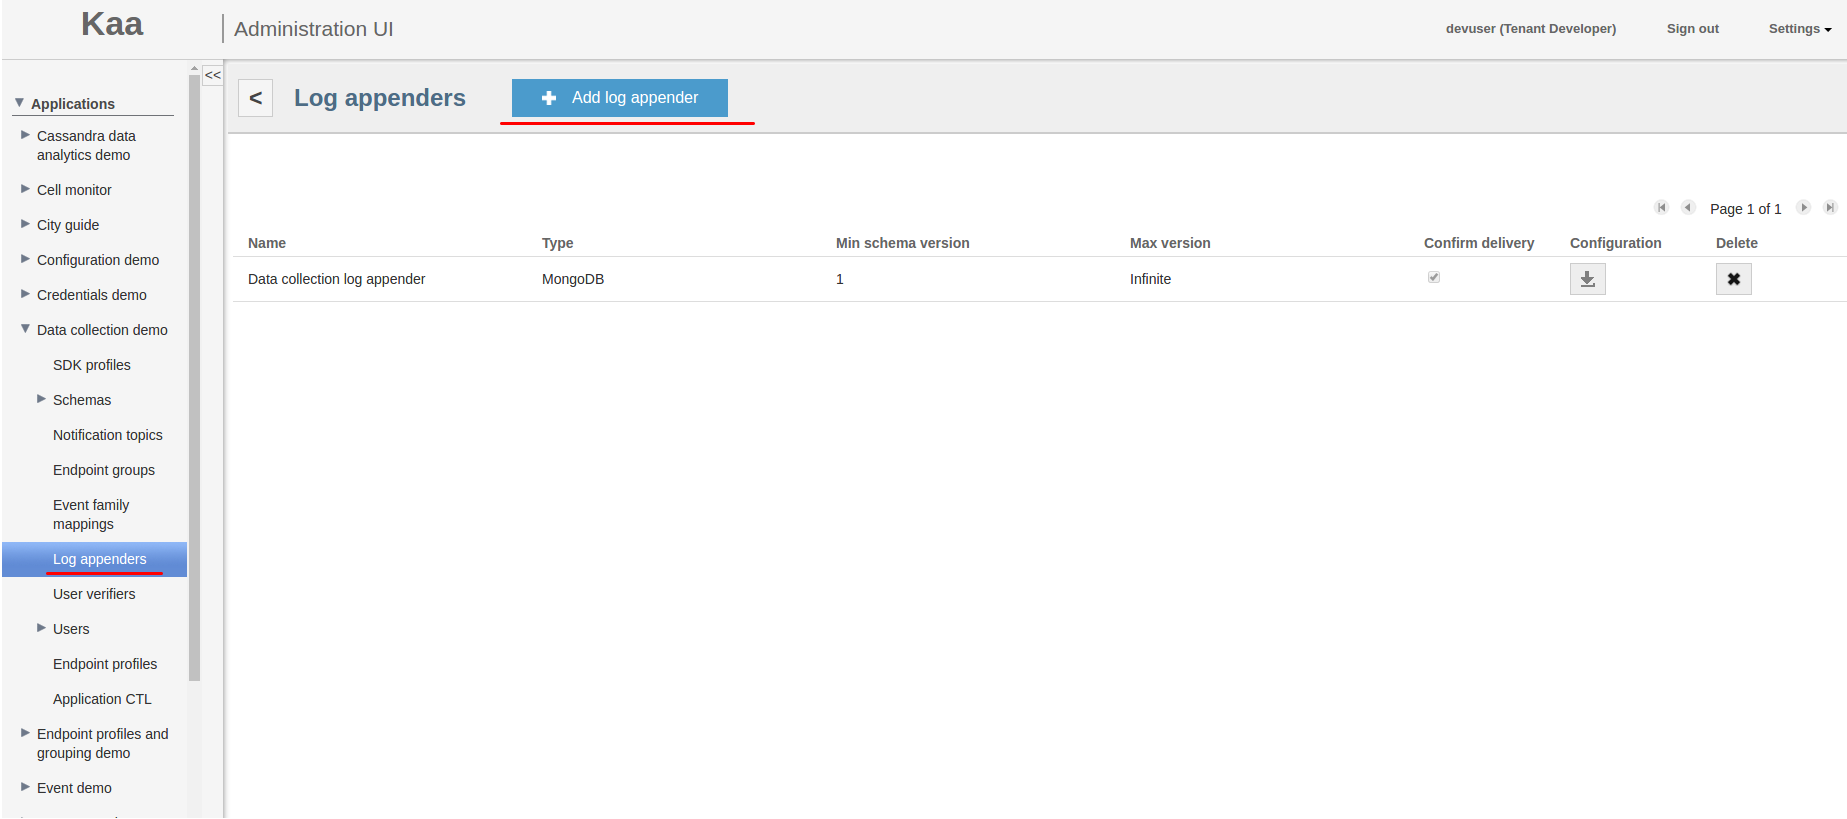 Kaa
Administration UI
devuser (Tenant Developer)
Sign out
Settings
<<
Applications
Cassandra data
analytics demo
Cell monitor
City guide
Configuration demo
Credentials demo
Data collection demo
SDK profiles
Schemas
Notification topics
Endpoint groups
Event family
mappings
Log appenders
User verifiers
Users
Endpoint profiles
Application CTL
Endpoint profiles and
grouping demo
Event demo
<
Log appenders
Add log appender
Page 1 of 1
Name Type Min schema version Max version Confirm delivery Configuration Delete
Data collection log appender MongoDB 1 Infinite